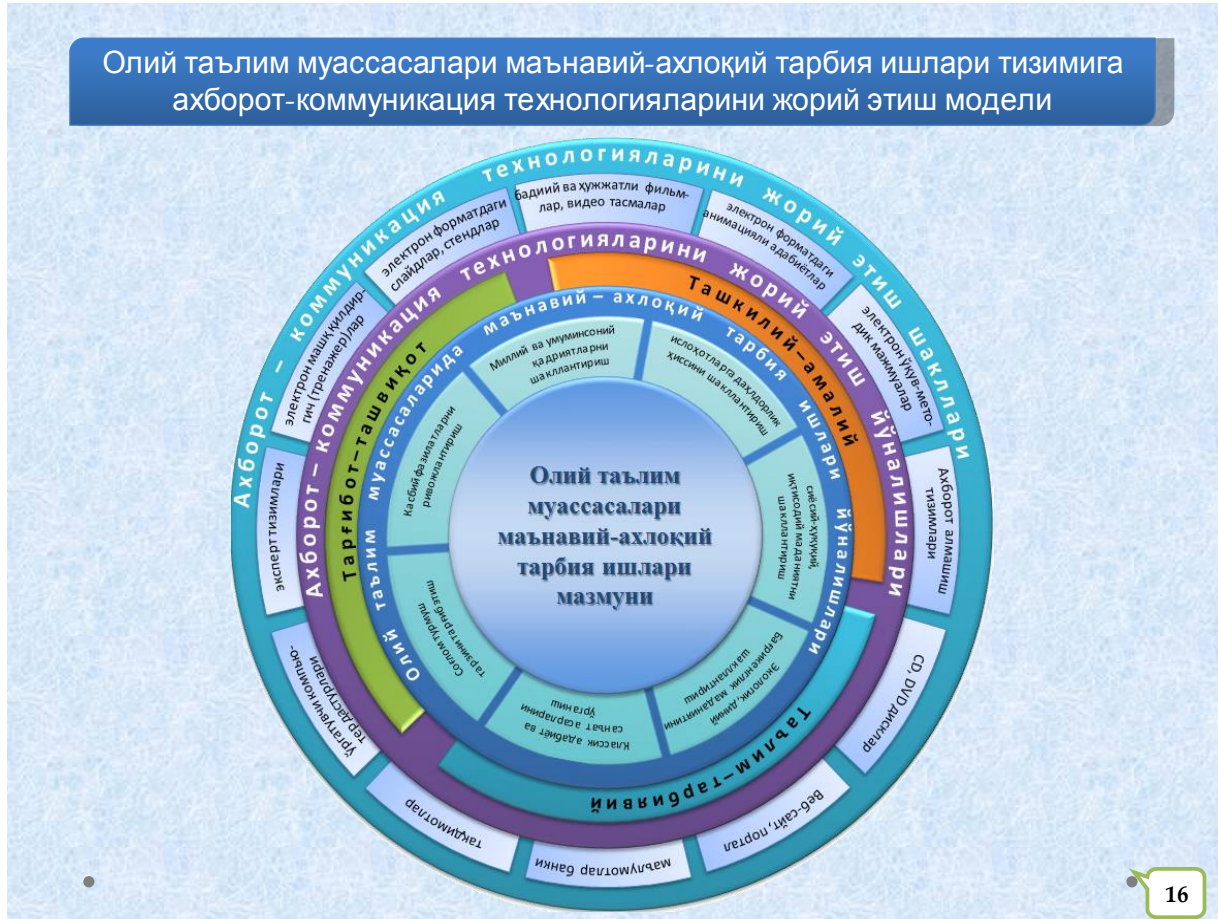 Олий таълим муассасалари маънавий-ахлоқий тарбия ишлари тизимига
ахборот-коммуникация технологияларини жорий этиш модели
Ахборот – коммуникация технологияларини жорий этиш шакллари
бадиий ва ҳужжатли фильм-
лар, видео тасмалар
электрон форматдаги
анимацияли адабиётлар
электрон ўқув-мето-
дик мажмуалар
Ахборот алмашиш
тизимлари
CD, DVD дисклар
Веб-сайт, портал
маълумотлар банки
тақдимотлар
ўргатувчи компью-
тер дастурлари
эксперт тизимлари
электрон машқ қилдир-
гич (тренажер)лар
электрон форматдаги
слайдлар, стендлар
Ахборот – коммуникация технологияларини жорий этиш йўналишлари
Ташкилий–амалий
Таълим–тарбиявий
Тарғибот–ташвиқот
Олий таълим муассасаларида маънавий – ахлоқий тарбия ишлари йўналишлари
Миллий ва умуминсоний
қадриятларни
шакллантириш
ислоҳотларга даҳлдорлик
ҳиссини шакллантириш
сиёсий-ҳуқуқий,
иқтисодий маданиятни
шакллантириш
Экологик, диний
бағрикенглик маданиятини
шакллантириш
Классик адабиёт ва
санъат асарларини
ўрганиш
Соғлом турмуш
тарзини тарғиб этиш
Касбий фазилатларни
ривожлантириш
Олий таълим
муассасалари
маънавий-ахлоқий
тарбия ишлари
мазмуни
16